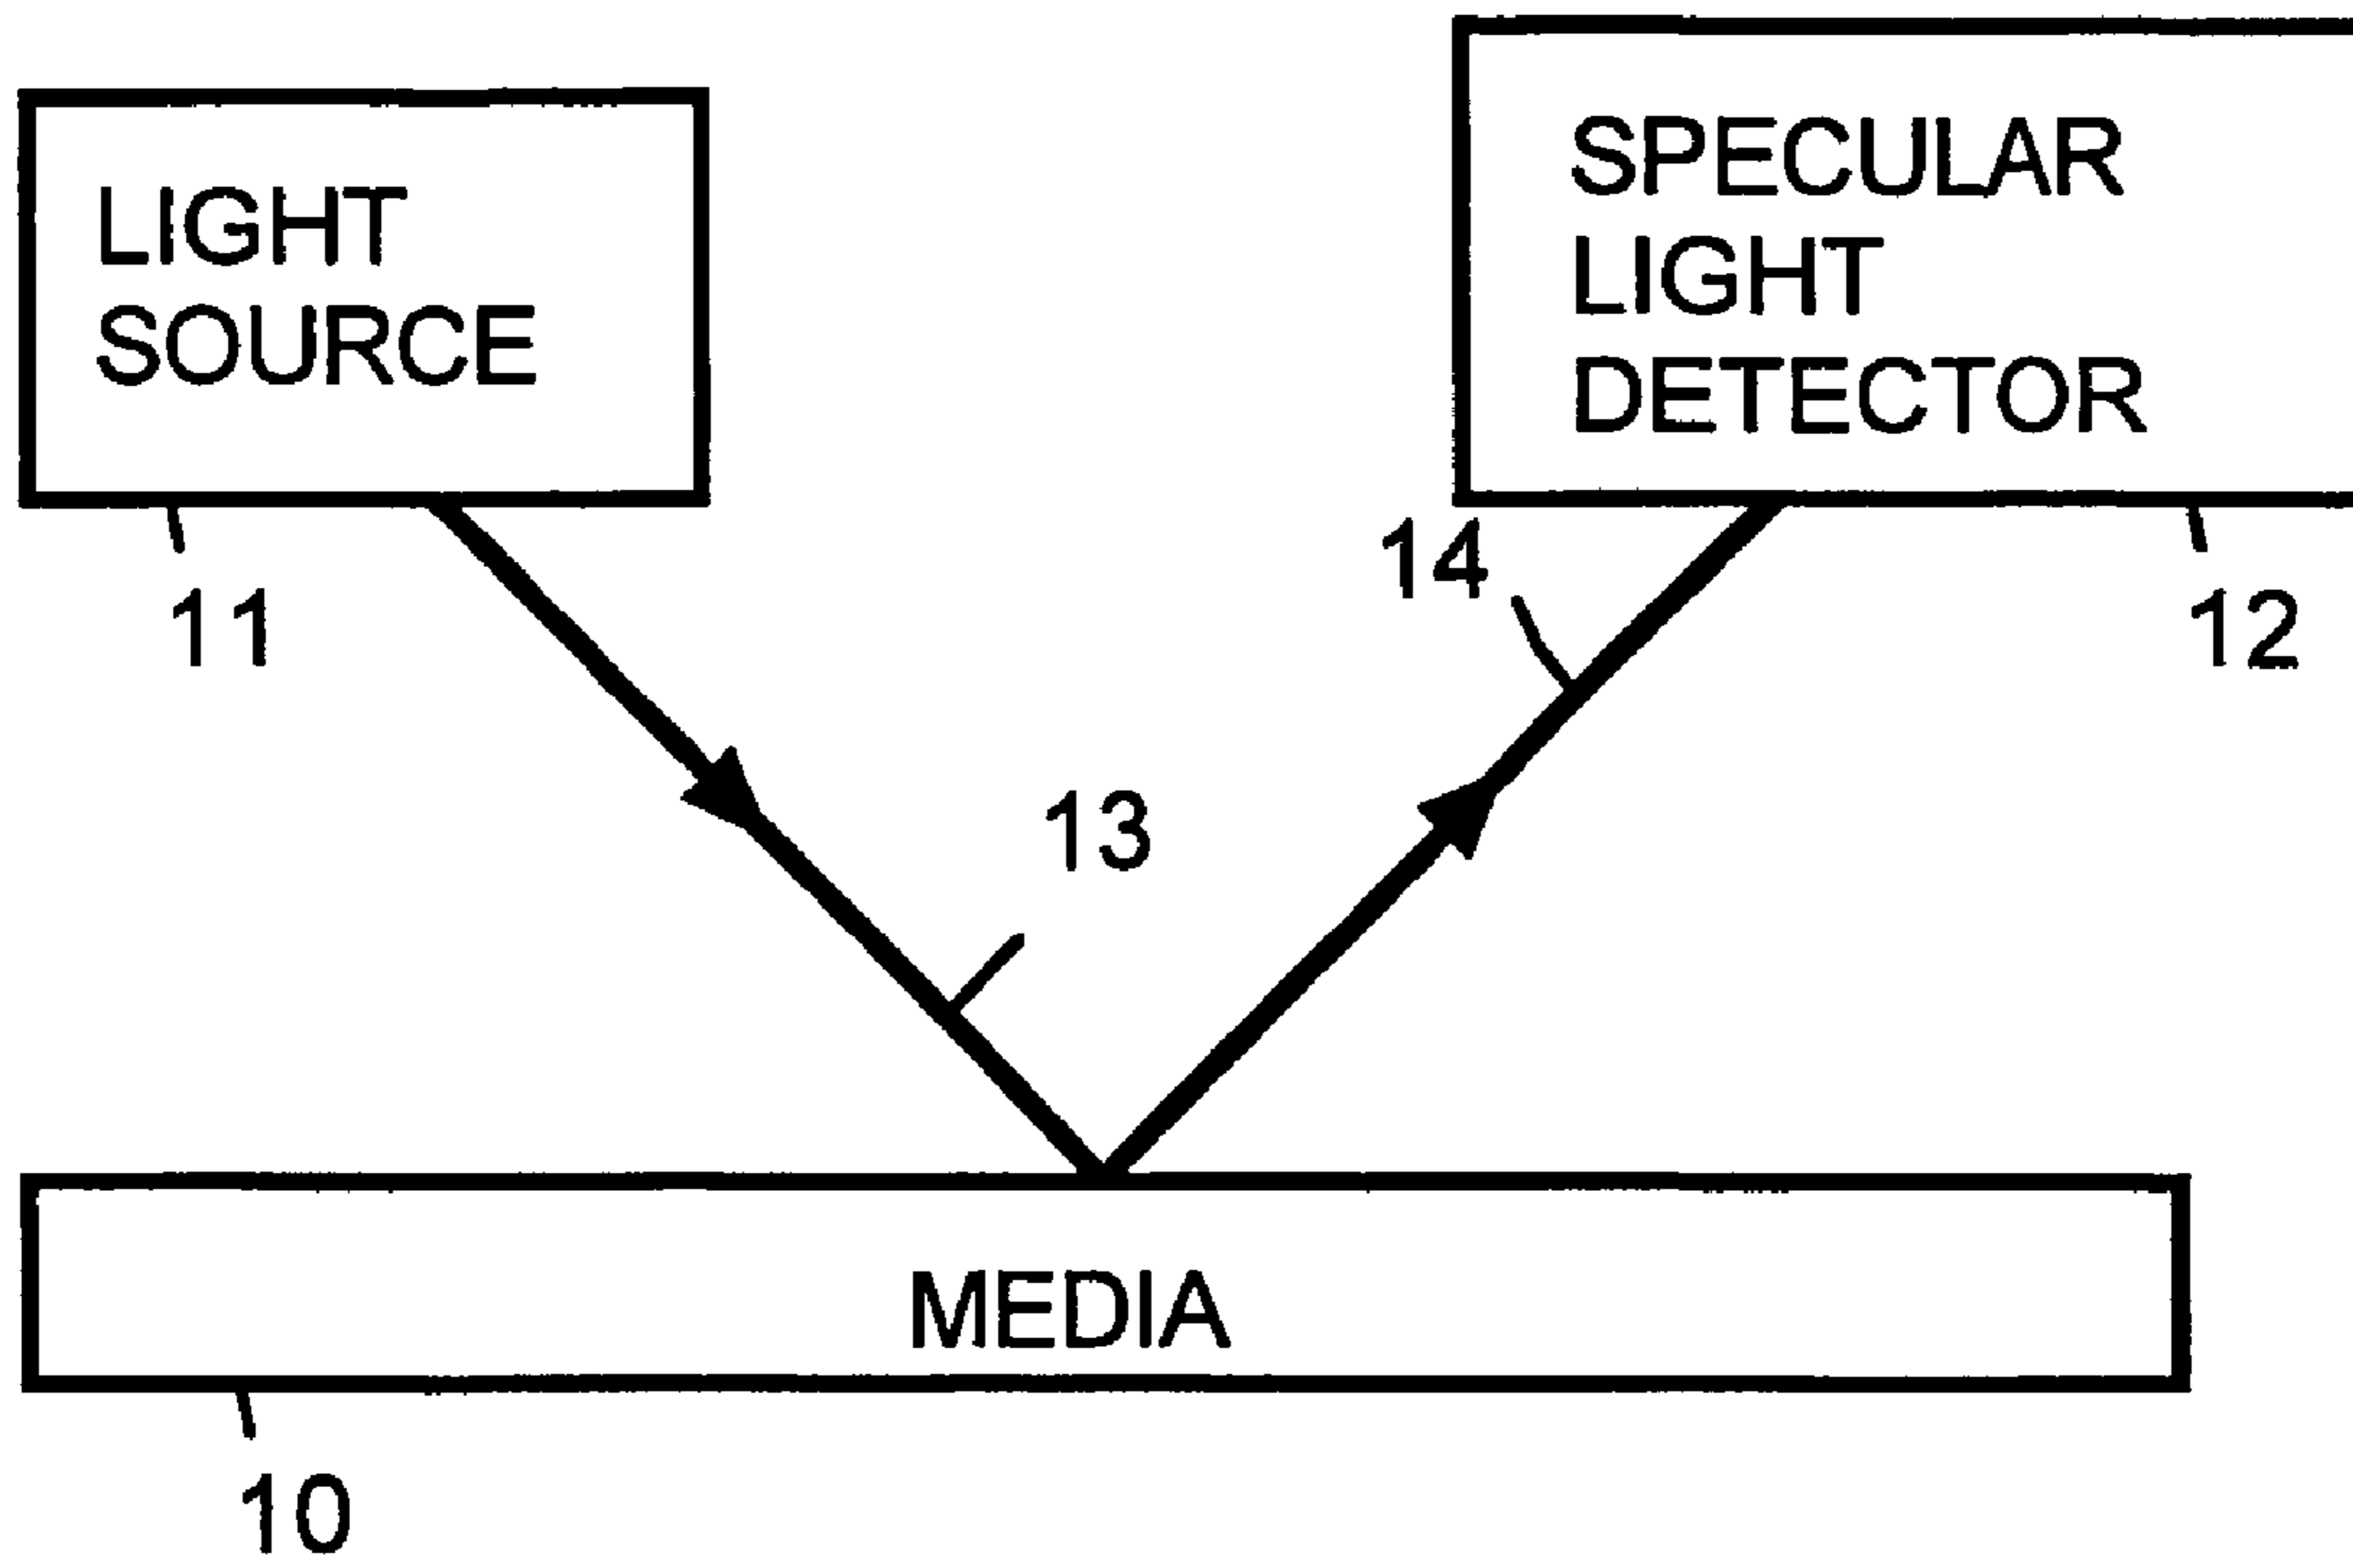 LIGHT
SOURCE
SPECULAR
LIGHT
DETECTOR
14
11
12
13
MEDIA
10